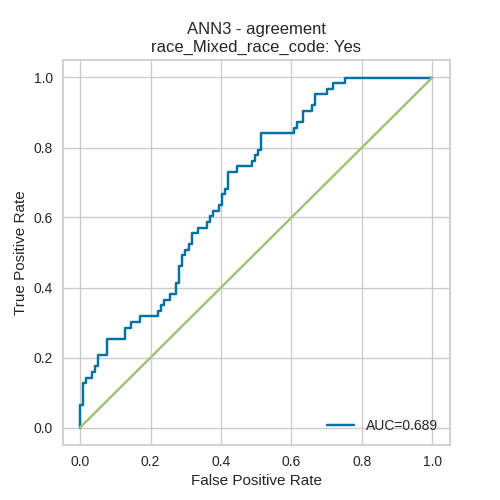 ANN3 - agreement
race_Mixed_race_code: Yes
True Positive Rate
1.0
0.8
0.6
0.4
0.2
0.0
AUC=0.689
0.0 0.2 0.4 0.6 0.8 1.0
False Positive Rate